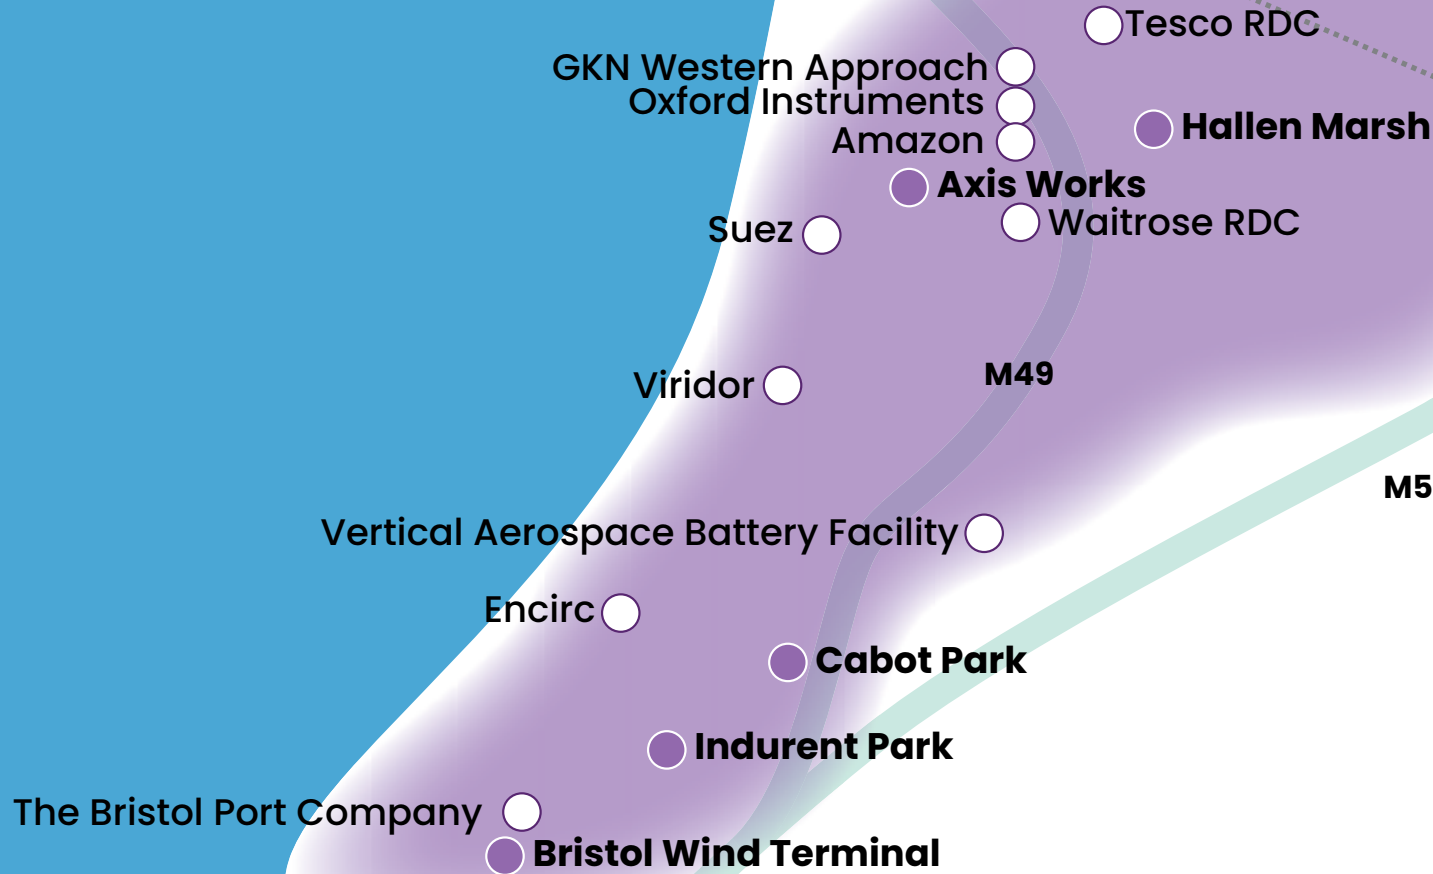 Tesco RDC
GKN Western Approach
Oxford Instruments
Hallen Marsh
Amazon
Axis Works
Waitrose RDC
Suez
M49
Viridor
M5
Vertical Aerospace Battery Facility
Encirc
Cabot Park
Indurent Park
The Bristol Port Company
Bristol Wind Terminal